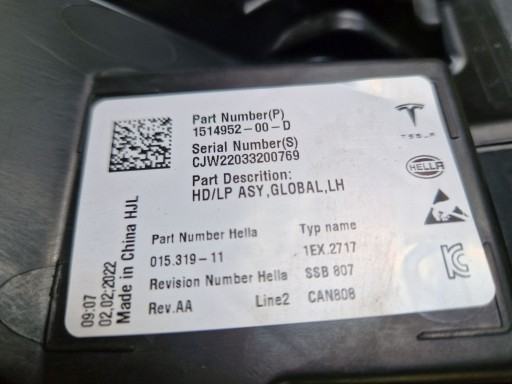 Part Number(P)
1514952-00-D
Serial Number(S)
CJW22033200769
Part Descrition:
HD/LP ASY,GLOBAL,LH
TESLA
HELLA
Part Number Hella
015.319-11
Revision Number Hella
Rev.AA
Line2
Typ name
1EX.2717
SSB 807
CAN808
09:07
02.02.2022
Made in China HJL